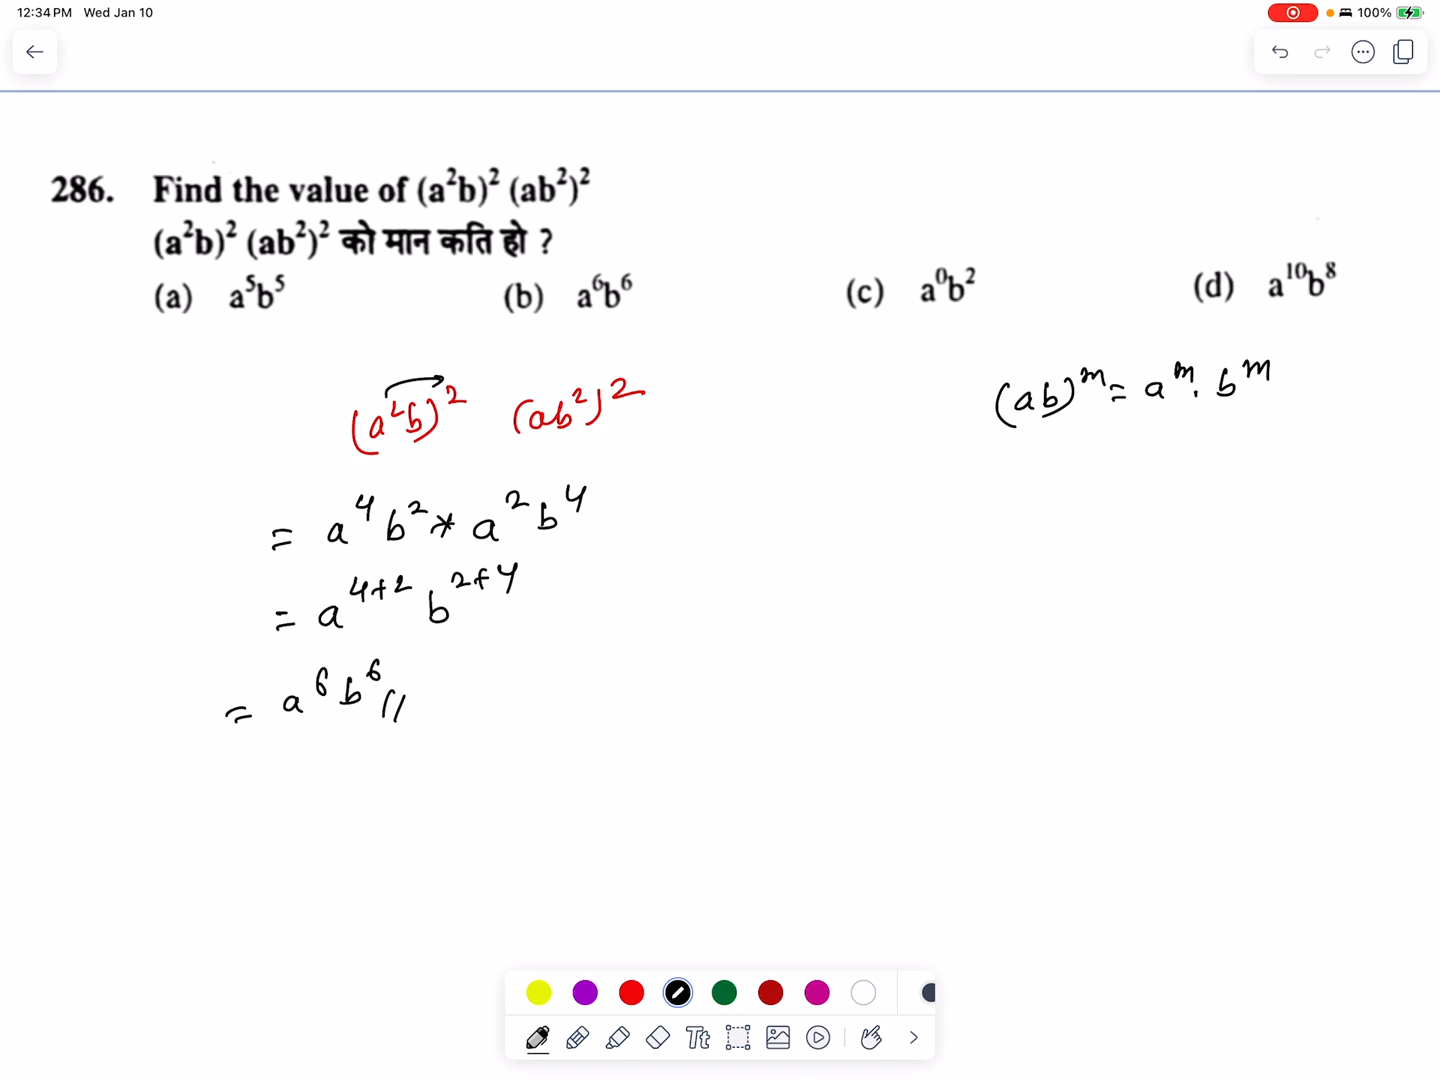 12:34 PM Wed Jan 10
100%
286. Find the value of (a²b)² (ab²)²
(a²b)² (ab²)² को मान कति हो ?
(a) a⁵b⁵ (b) a⁶b⁶ (c) a⁰b² (d) a¹⁰b⁸
(ab)ᵐ = aᵐ . bᵐ
(a²b)² (ab²)²
= a⁴b² * a²b⁴
= a⁴⁺² b²⁺⁴
= a⁶b⁶ //
Tt